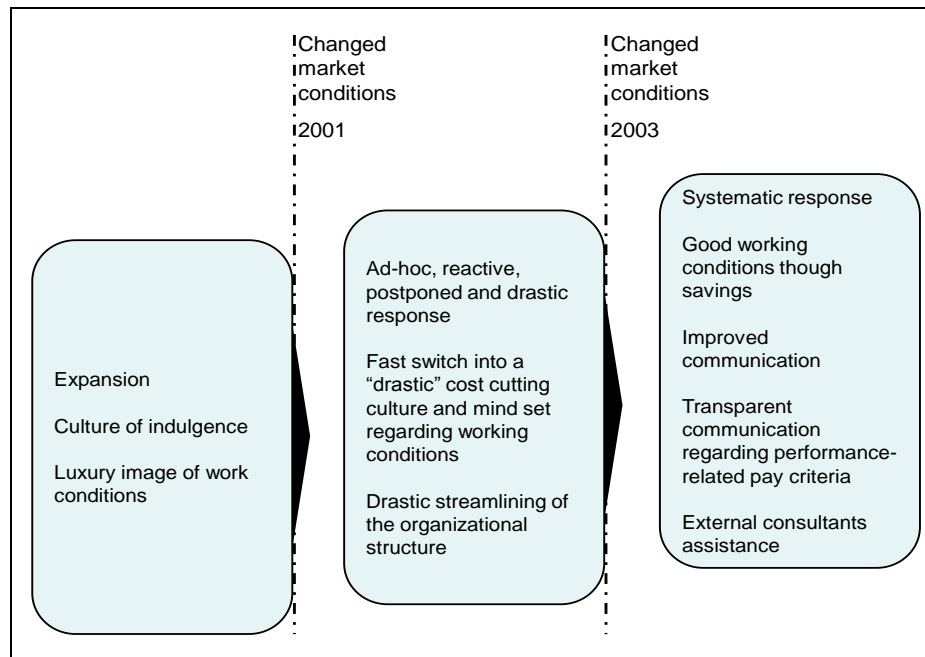 Changed
market
conditions
2001
Changed
market
conditions
2003
Expansion
Culture of indulgence
Luxury image of work
conditions
Ad-hoc, reactive,
postponed and drastic
response
Fast switch into a
“drastic” cost cutting
culture and mind set
regarding working
conditions
Drastic streamlining of
the organizational
structure
Systematic response
Good working
conditions though
savings
Improved
communication
Transparent
communication
regarding performance-
related pay criteria
External consultants
assistance